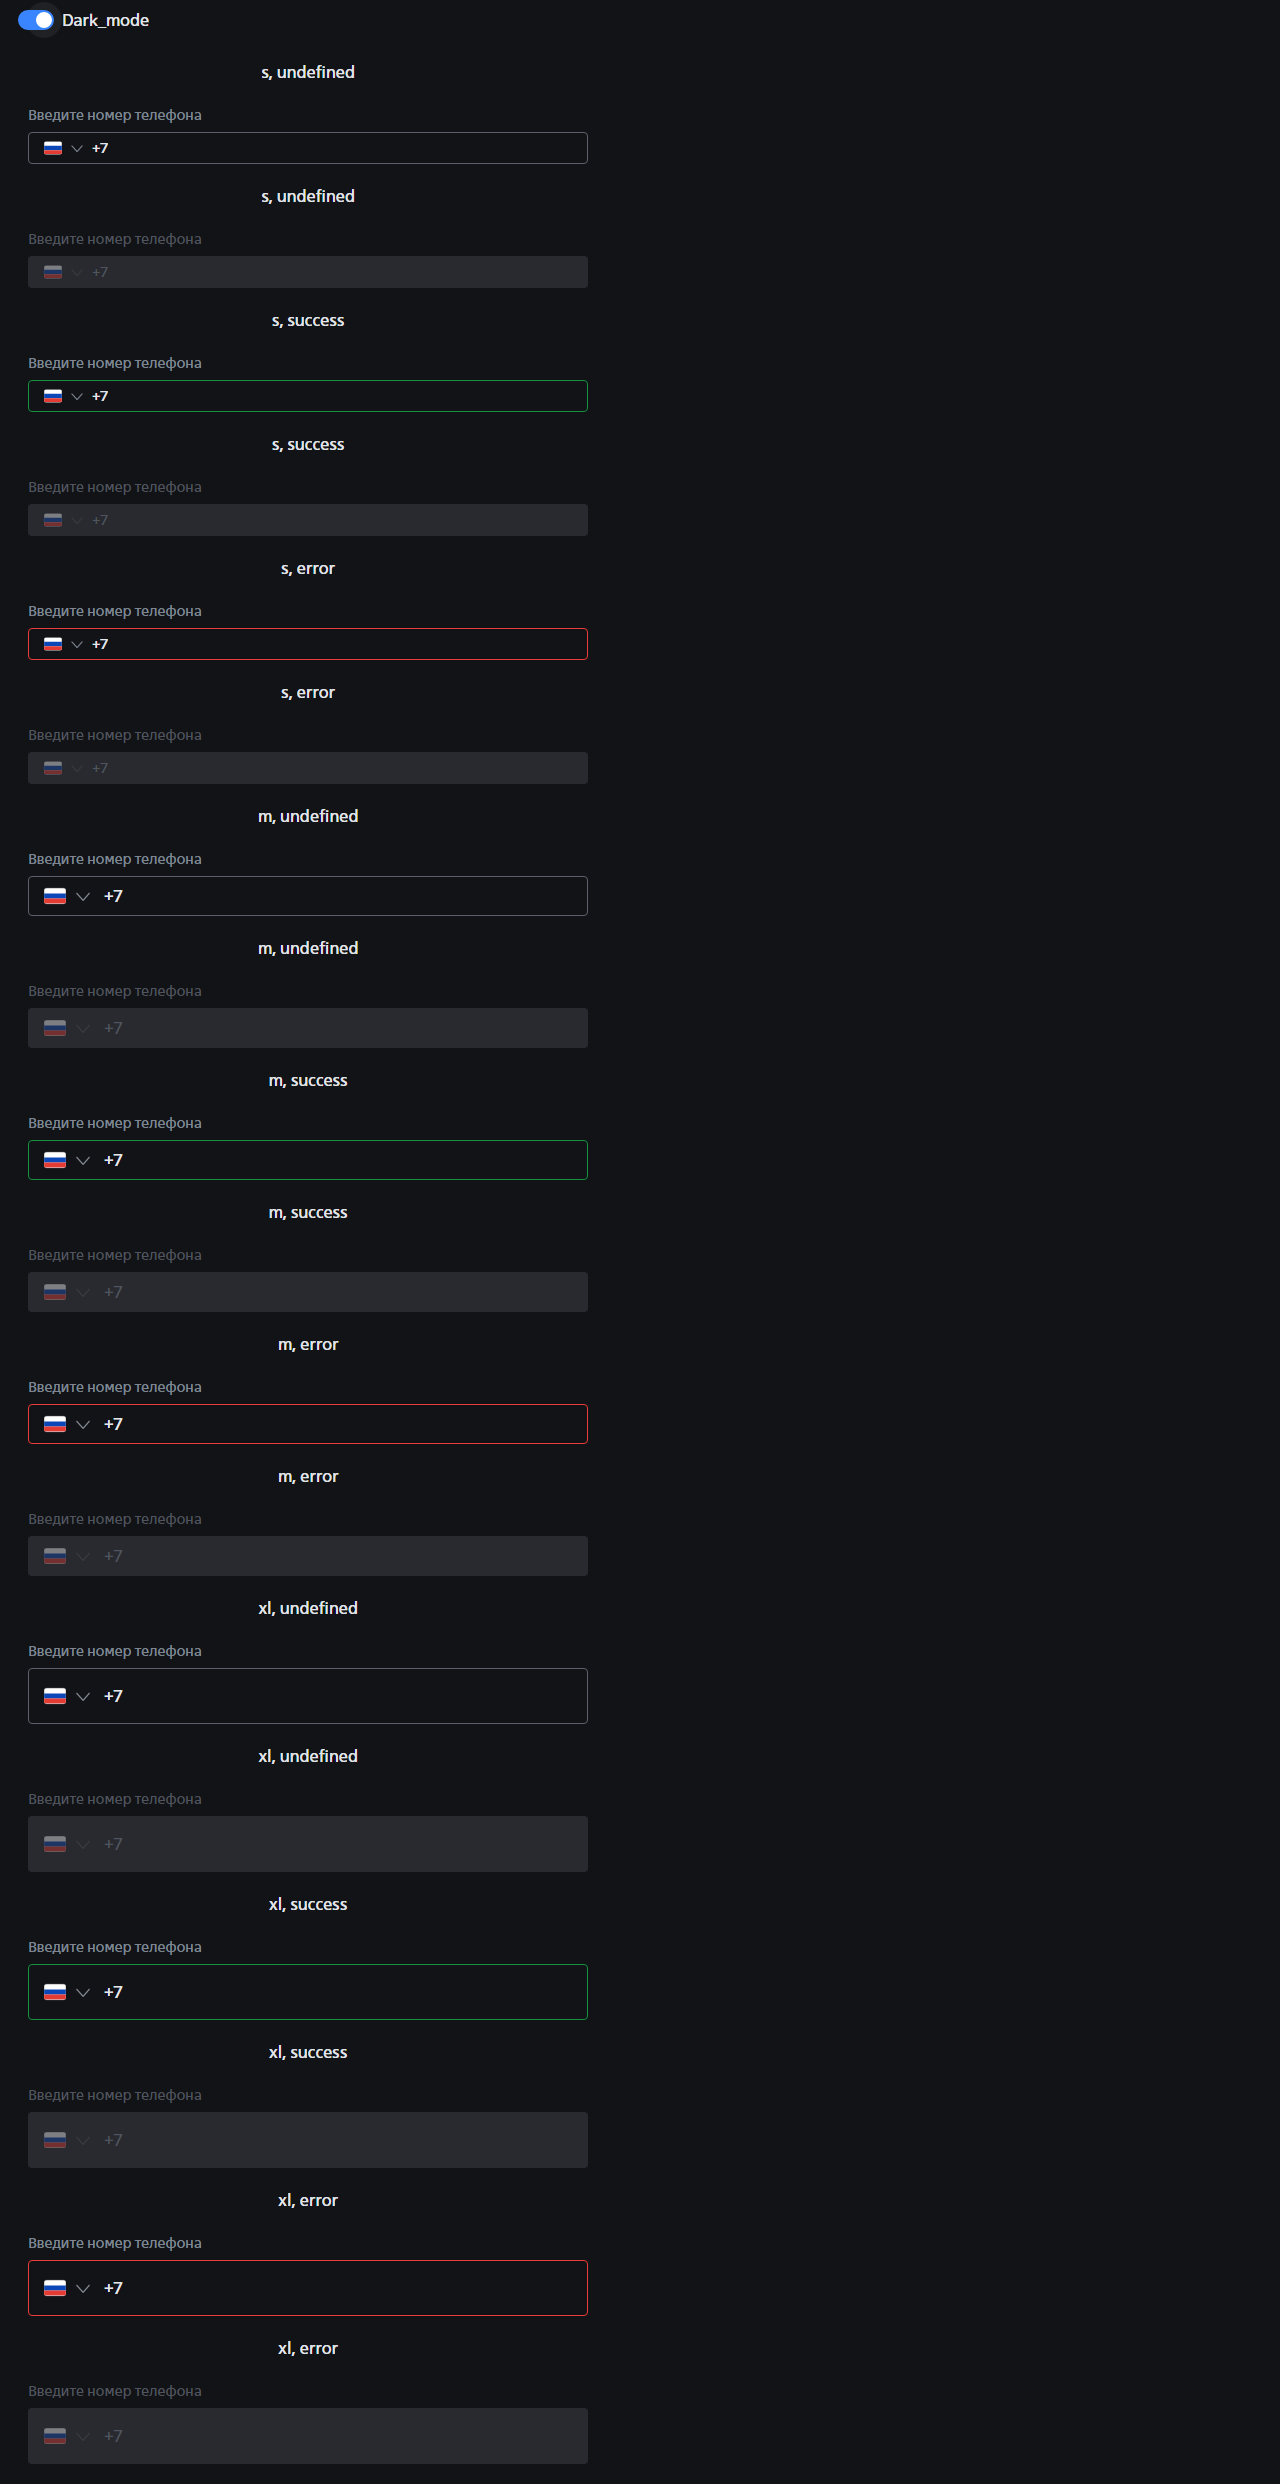 Dark_mode
s, undefined
Введите номер телефона
+7
s, undefined
Введите номер телефона
+7
s, success
Введите номер телефона
+7
s, success
Введите номер телефона
+7
s, error
Введите номер телефона
+7
s, error
Введите номер телефона
+7
m, undefined
Введите номер телефона
+7
m, undefined
Введите номер телефона
+7
m, success
Введите номер телефона
+7
m, success
Введите номер телефона
+7
m, error
Введите номер телефона
+7
m, error
Введите номер телефона
+7
xl, undefined
Введите номер телефона
+7
xl, undefined
Введите номер телефона
+7
xl, success
Введите номер телефона
+7
xl, success
Введите номер телефона
+7
xl, error
Введите номер телефона
+7
xl, error
Введите номер телефона
+7